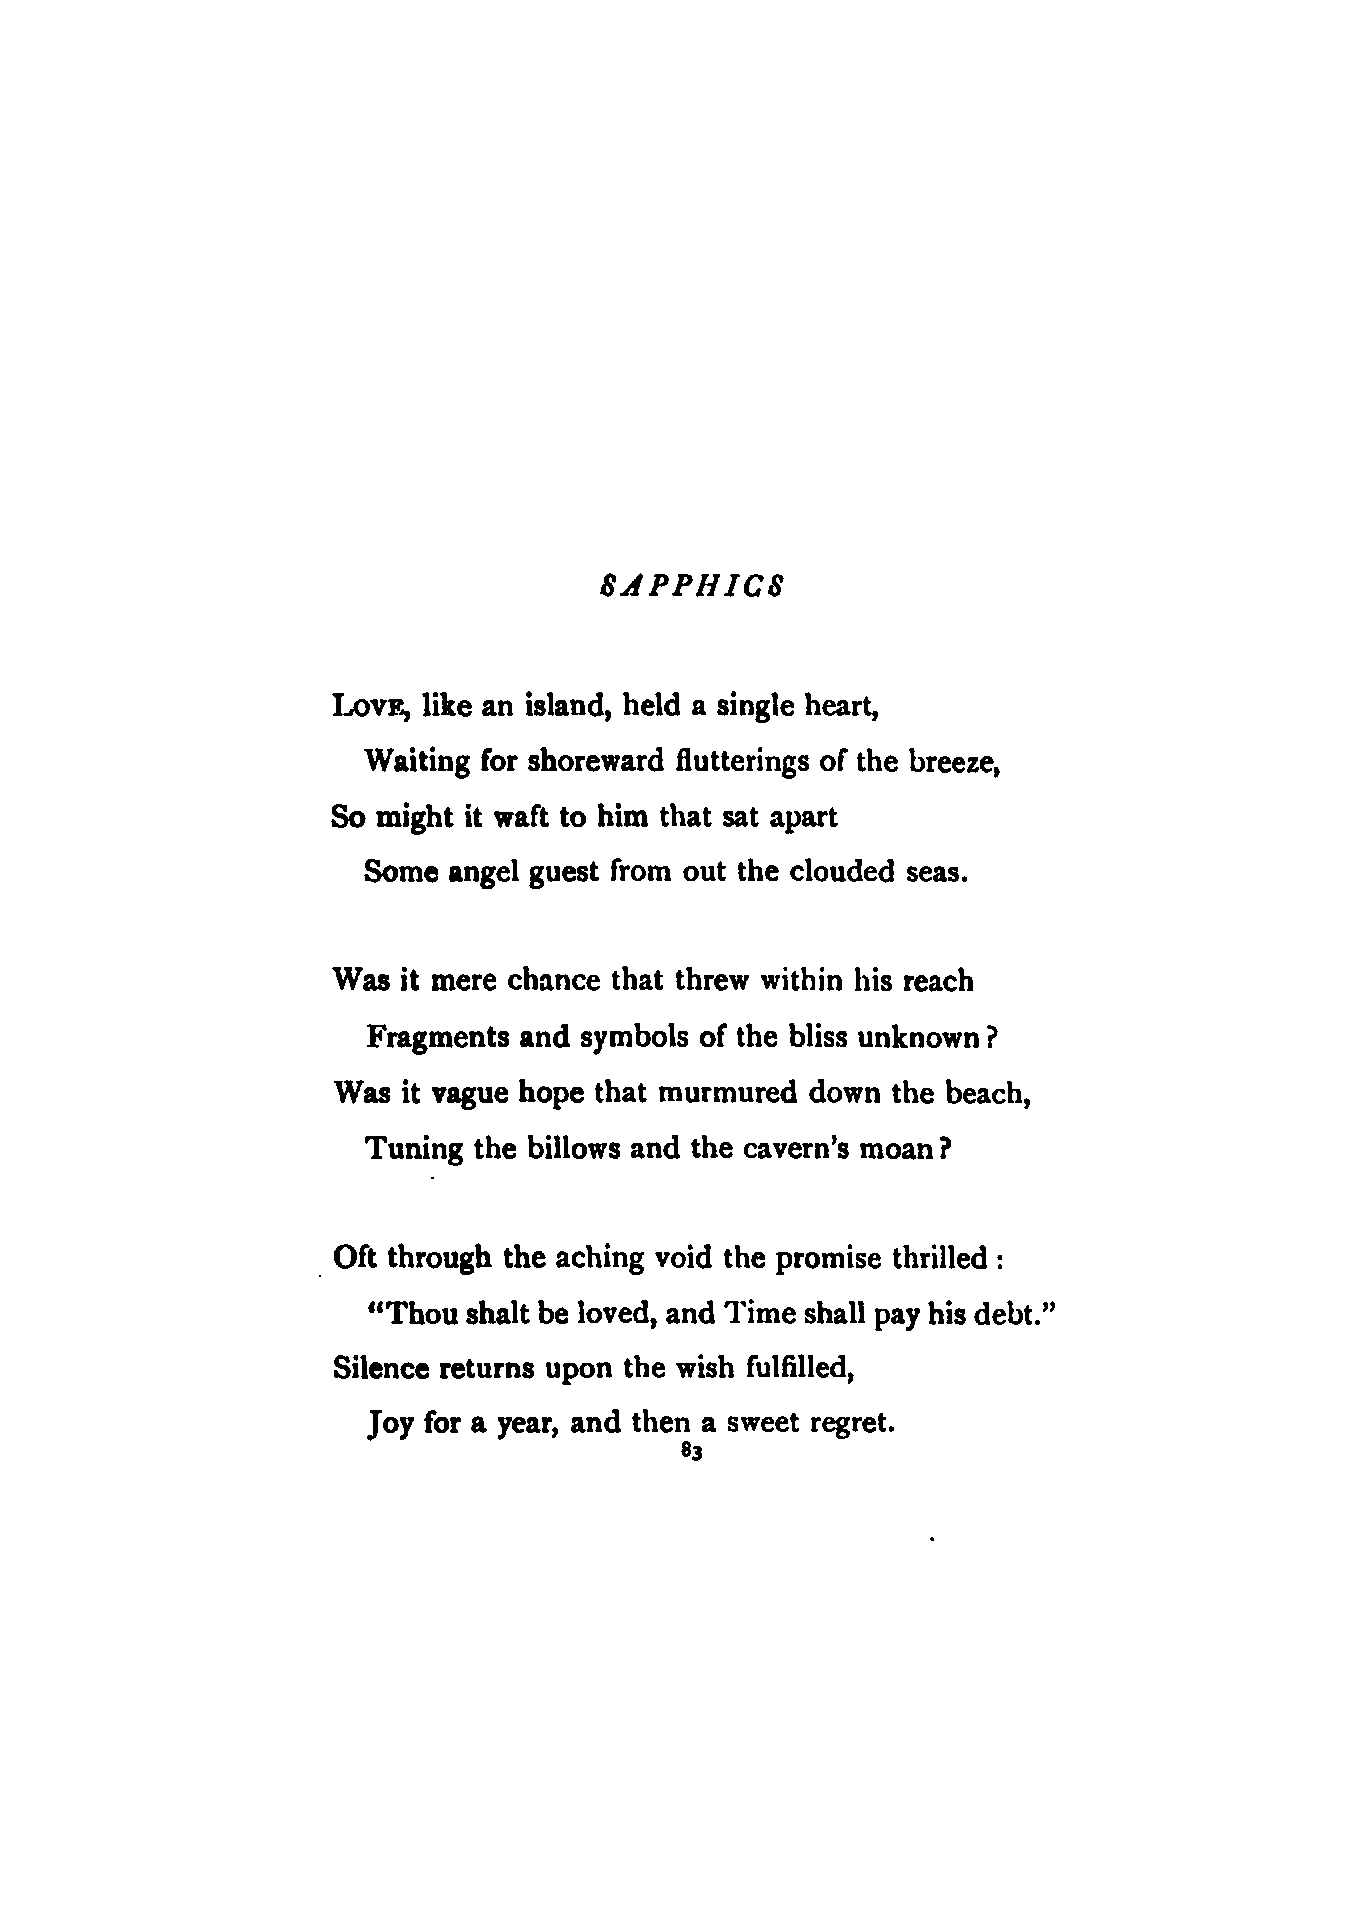 SAPPHICS
LOVE, like an island, held a single heart,
Waiting for shoreward flutterings of the breeze,
So might it waft to him that sat apart
Some angel guest from out the clouded seas.
Was it mere chance that threw within his reach
Fragments and symbols of the bliss unknown?
Was it vague hope that murmured down the beach,
Tuning the billows and the cavern's moan?
Oft through the aching void the promise thrilled:
“Thou shalt be loved, and Time shall pay his debt.”
Silence returns upon the wish fulfilled,
Joy for a year, and then a sweet regret.
83